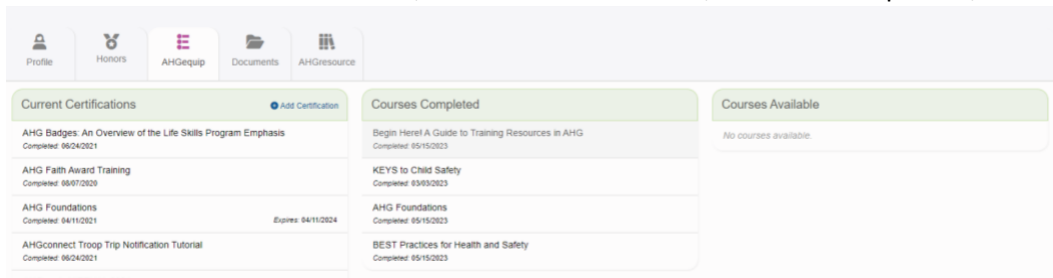 Profile
Honors
AHGequip
Documents
AHGresource
Current Certifications
Add Certification
AHG Badges: An Overview of the Life Skills Program Emphasis
Completed: 06/24/2021
AHG Faith Award Training
Completed: 08/07/2020
AHG Foundations
Completed: 04/11/2021
Expires: 04/11/2024
AHGconnect Troop Trip Notification Tutorial
Completed: 06/24/2021
Courses Completed
Begin Here! A Guide to Training Resources in AHG
Completed: 05/15/2023
KEYS to Child Safety
Completed: 03/03/2023
AHG Foundations
Completed: 05/15/2023
BEST Practices for Health and Safety
Completed: 05/15/2023
Courses Available
No courses available.